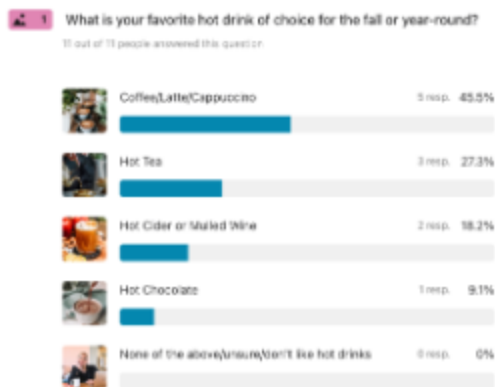 1 What is your favorite hot drink of choice for the fall or year-round?
11 out of 11 people answered this question
Coffee/Latte/Cappuccino 5 resp. 45.5%
Hot Tea 3 resp. 27.3%
Hot Cider or Mulled Wine 2 resp. 18.2%
Hot Chocolate 1 resp. 9.1%
None of the above/unsure/don't like hot drinks 0 resp. 0%